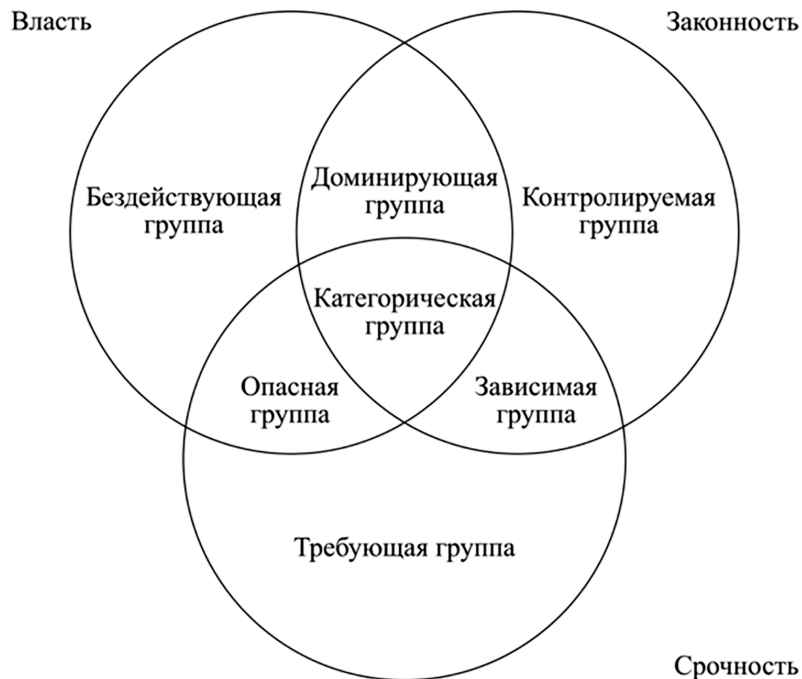 Власть
Законность
Бездействующая
группа
Доминирующая
группа
Контролируемая
группа
Категорическая
группа
Опасная
группа
Зависимая
группа
Требующая группа
Срочность